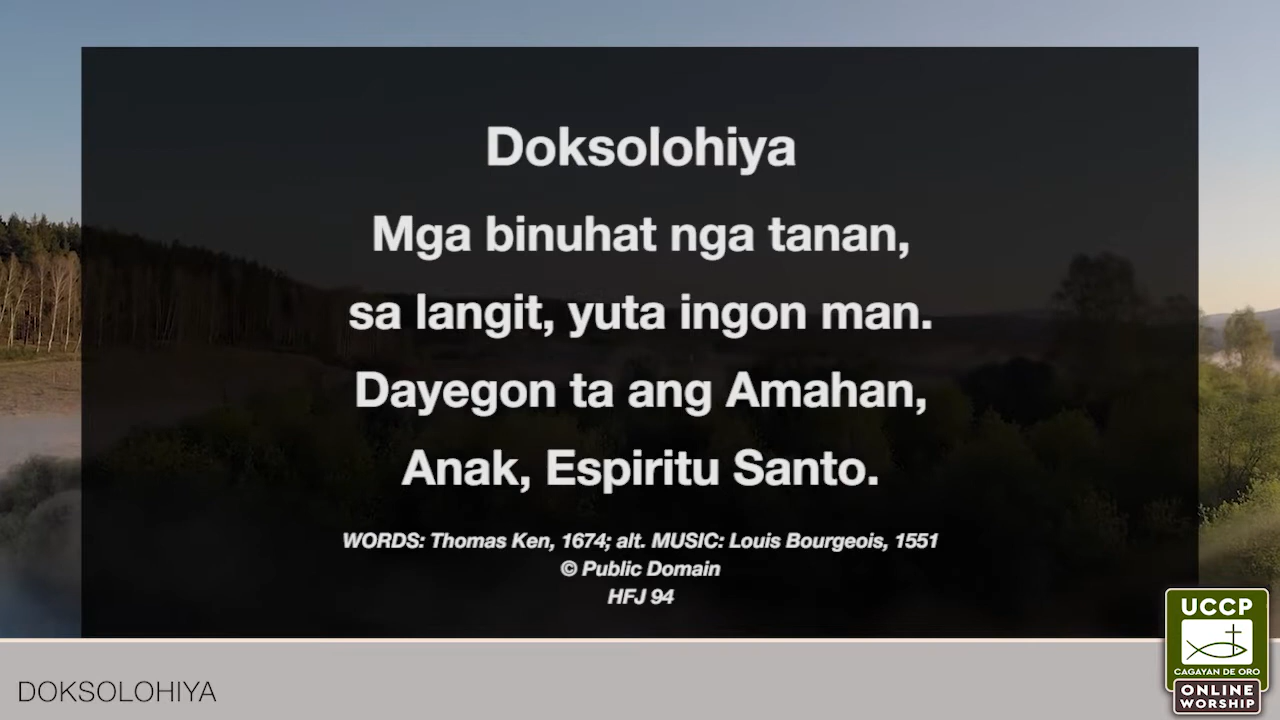 Doksolohiya
Mga binuhat nga tanan,
sa langit, yuta ingon man.
Dayegon ta ang Amahan,
Anak, Espiritu Santo.
WORDS: Thomas Ken, 1674; alt. MUSIC: Louis Bourgeois, 1551
© Public Domain
HFJ 94
DOKSOLOHIYA
UCCP
CAGAYAN DE ORO
ONLINE
WORSHIP